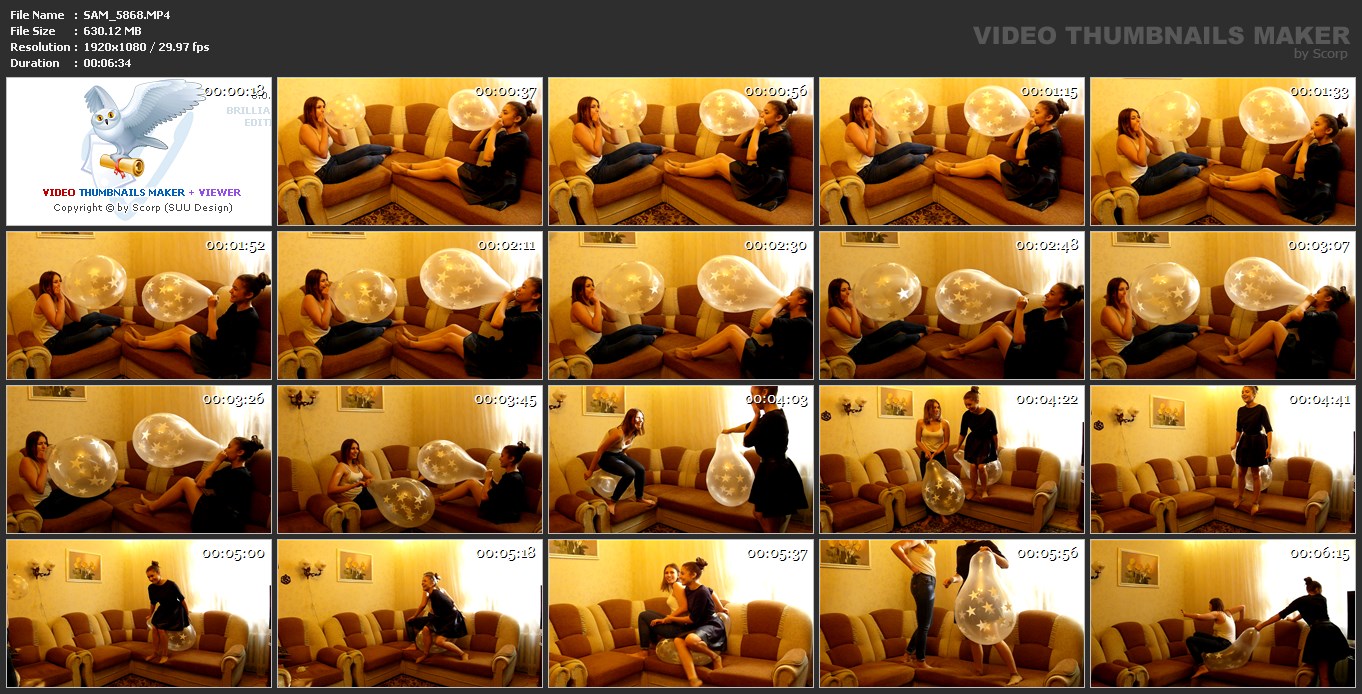 File Name : SAM_5868.MP4
File Size : 630.12 MB
Resolution : 1920x1080 / 29.97 fps
Duration : 00:06:34
VIDEO THUMBNAILS MAKER
by Scorp
00:00:18
BRILLIA
EDIT
VIDEO THUMBNAILS MAKER + VIEWER
Copyright © by Scorp (SUU Design)
00:00:37
00:00:56
00:01:15
00:01:33
00:01:52
00:02:11
00:02:30
00:02:48
00:03:07
00:03:26
00:03:45
00:04:03
00:04:22
00:04:41
00:05:00
00:05:18
00:05:37
00:05:56
00:06:15